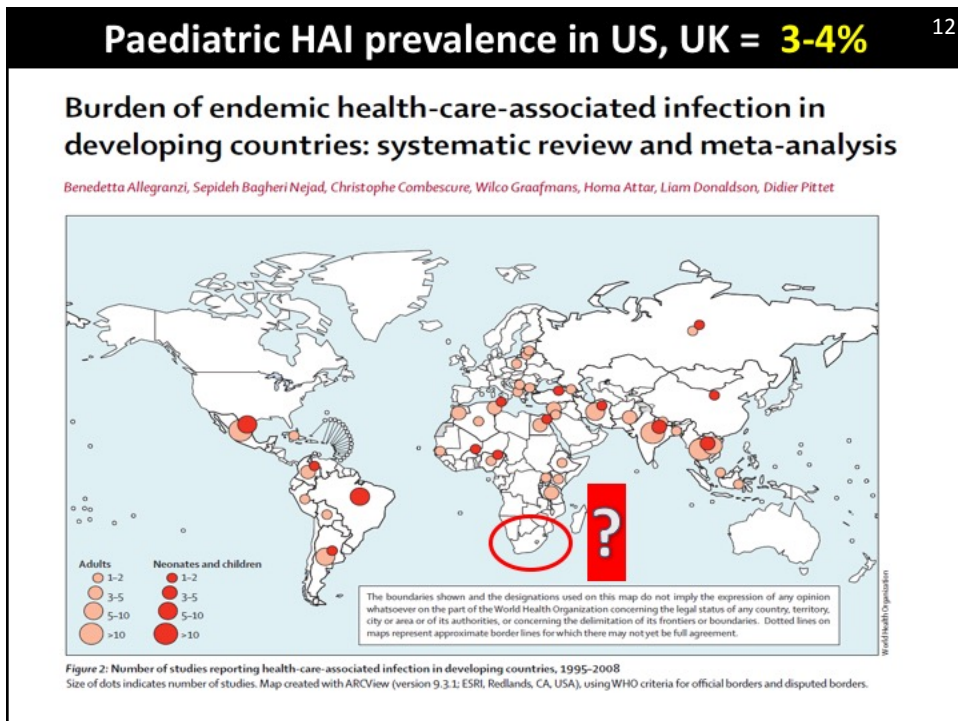 Paediatric HAI prevalence in US, UK = 3-4%
12
Burden of endemic health-care-associated infection in
developing countries: systematic review and meta-analysis
Benedetta Allegranzi, Sepideh Bagheri Nejad, Christophe Combescure, Wilco Graafmans, Homa Attar, Liam Donaldson, Didier Pittet
?
Adults
1–2
3–5
5–10
>10
Neonates and children
1–2
3–5
5–10
>10
The boundaries shown and the designations used on this map do not imply the expression of any opinion
whatsoever on the part of the World Health Organization concerning the legal status of any country, territory,
city or area or of its authorities, or concerning the delimitation of its frontiers or boundaries. Dotted lines on
maps represent approximate border lines for which there may not yet be full agreement.
World Health Organization
Figure 2: Number of studies reporting health-care-associated infection in developing countries, 1995–2008
Size of dots indicates number of studies. Map created with ARCView (version 9.3.1; ESRI, Redlands, CA, USA), using WHO criteria for official borders and disputed borders.